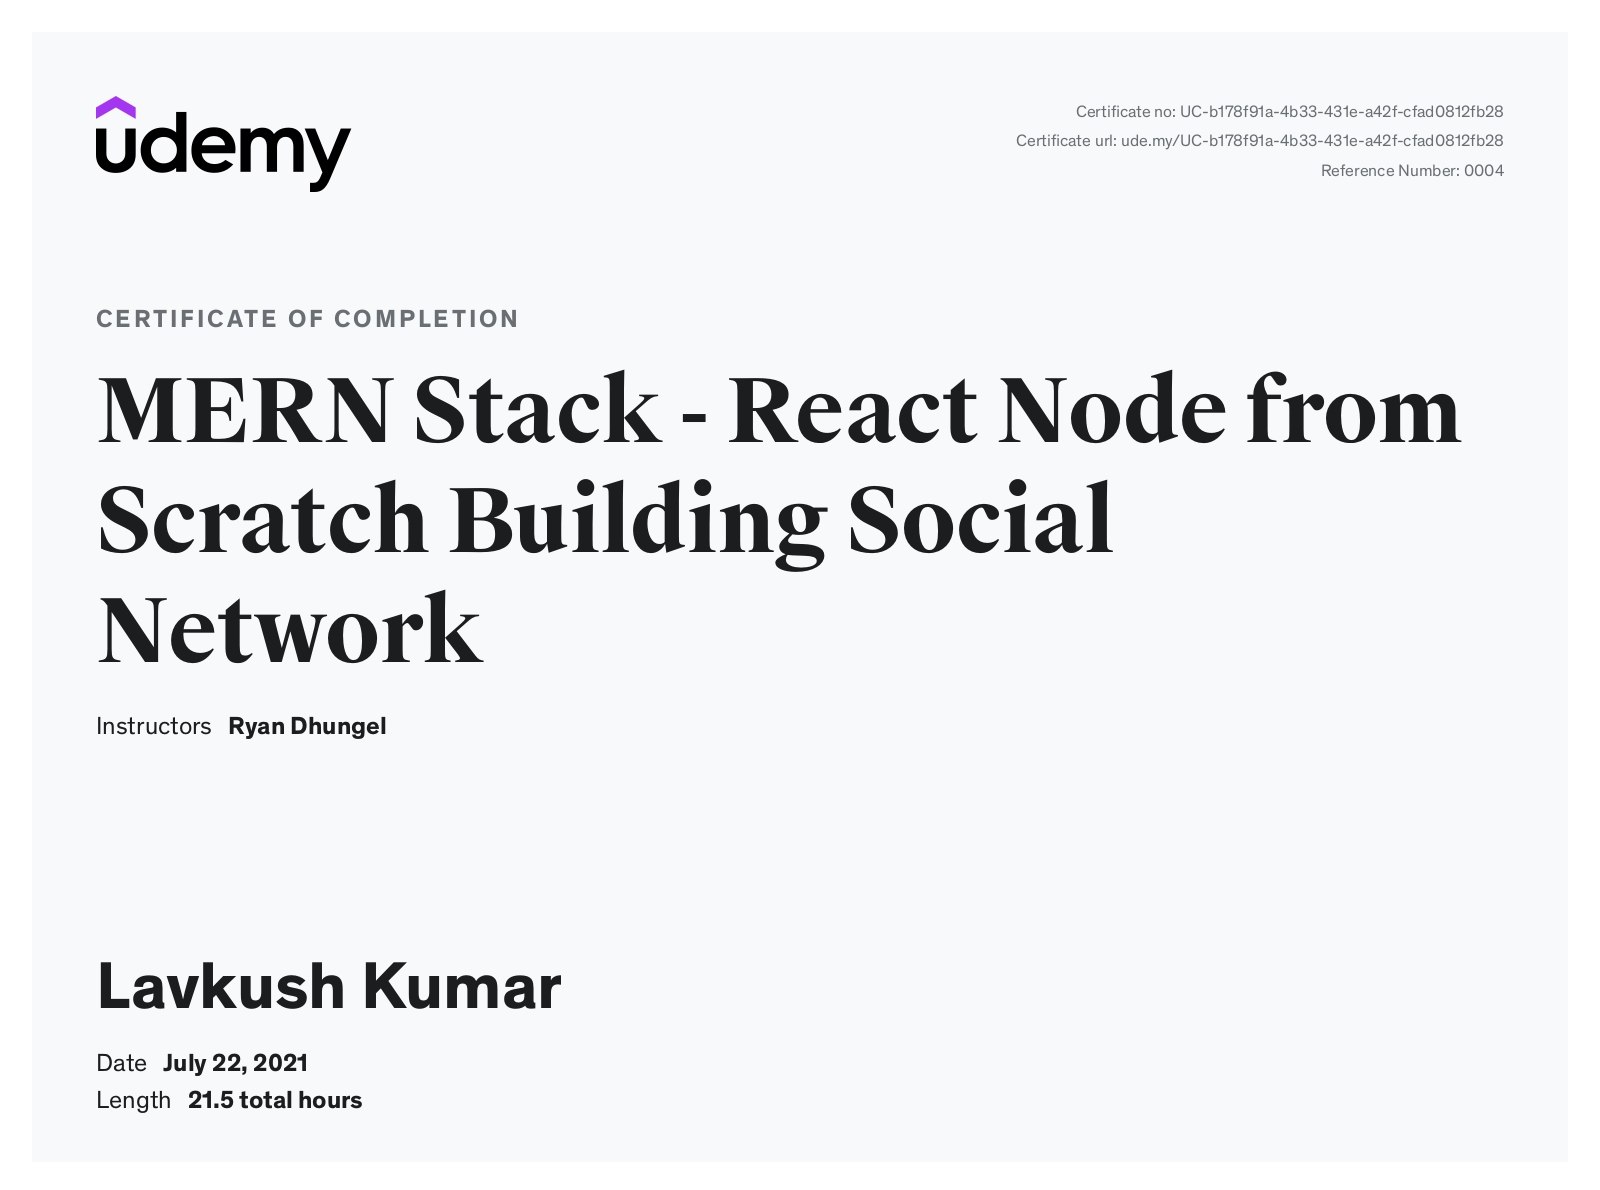 udemy
Certificate no: UC-b178f91a-4b33-431e-a42f-cfad0812fb28
Certificate url: ude.my/UC-b178f91a-4b33-431e-a42f-cfad0812fb28
Reference Number: 0004
CERTIFICATE OF COMPLETION
MERN Stack - React Node from
Scratch Building Social
Network
Instructors Ryan Dhungel
Lavkush Kumar
Date July 22, 2021
Length 21.5 total hours